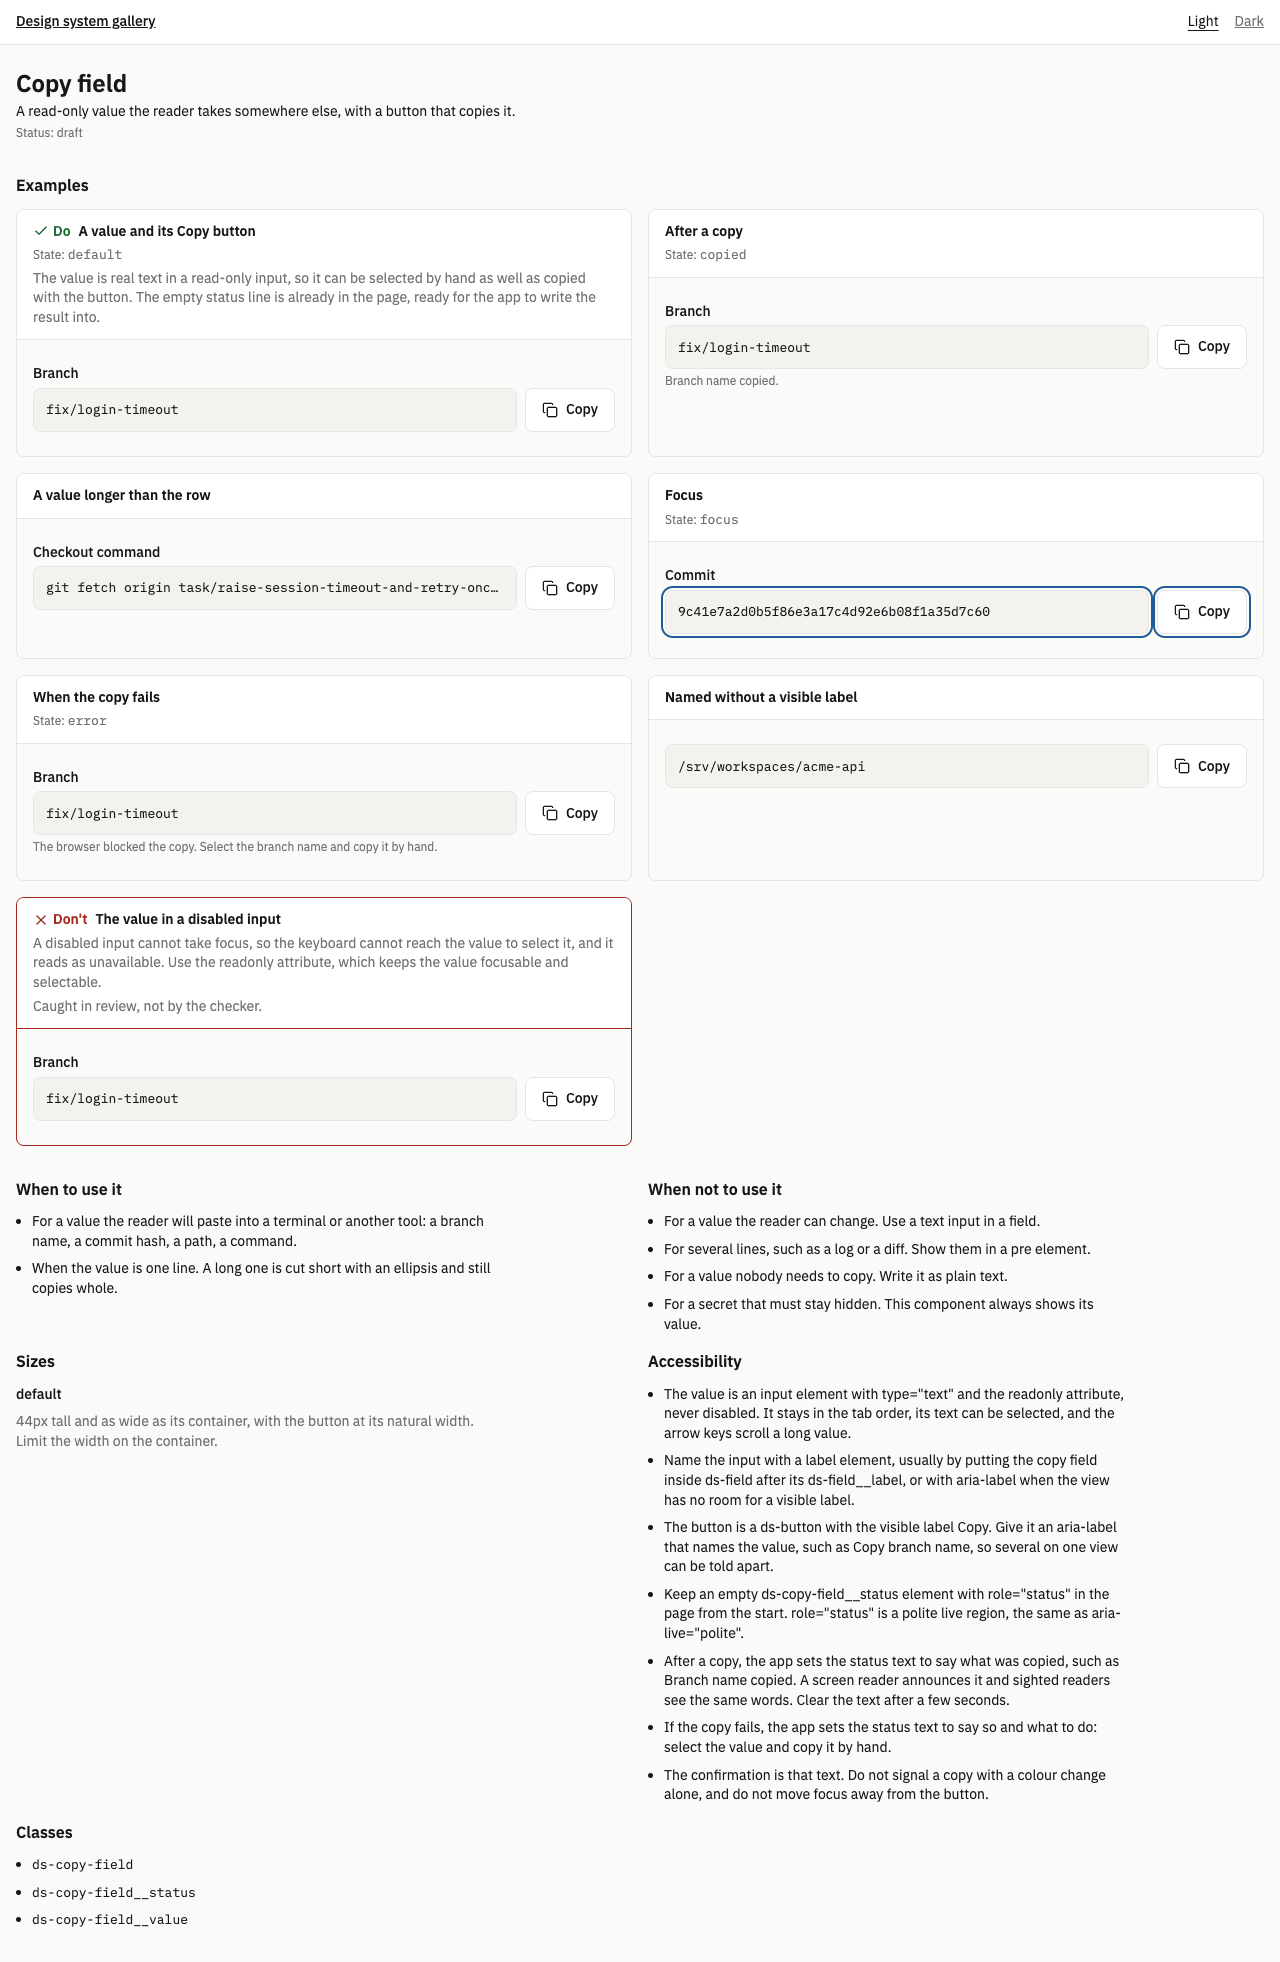 Design system gallery
Light
Dark
Copy field
A read-only value the reader takes somewhere else, with a button that copies it.
Status: draft
Examples
Do A value and its Copy button
State: default
The value is real text in a read-only input, so it can be selected by hand as well as copied
with the button. The empty status line is already in the page, ready for the app to write the
result into.
Branch
fix/login-timeout
Copy
After a copy
State: copied
Branch
fix/login-timeout
Copy
Branch name copied.
A value longer than the row
Checkout command
git fetch origin task/raise-session-timeout-and-retry-onc…
Copy
Focus
State: focus
Commit
9c41e7a2d0b5f86e3a17c4d92e6b08f1a35d7c60
Copy
When the copy fails
State: error
Branch
fix/login-timeout
Copy
The browser blocked the copy. Select the branch name and copy it by hand.
Named without a visible label
/srv/workspaces/acme-api
Copy
Don't The value in a disabled input
A disabled input cannot take focus, so the keyboard cannot reach the value to select it, and it
reads as unavailable. Use the readonly attribute, which keeps the value focusable and
selectable.
Caught in review, not by the checker.
Branch
fix/login-timeout
Copy
When to use it
For a value the reader will paste into a terminal or another tool: a branch
name, a commit hash, a path, a command.
When the value is one line. A long one is cut short with an ellipsis and still
copies whole.
When not to use it
For a value the reader can change. Use a text input in a field.
For several lines, such as a log or a diff. Show them in a pre element.
For a value nobody needs to copy. Write it as plain text.
For a secret that must stay hidden. This component always shows its
value.
Sizes
default
44px tall and as wide as its container, with the button at its natural width.
Limit the width on the container.
Accessibility
The value is an input element with type="text" and the readonly attribute,
never disabled. It stays in the tab order, its text can be selected, and the
arrow keys scroll a long value.
Name the input with a label element, usually by putting the copy field
inside ds-field after its ds-field__label, or with aria-label when the view
has no room for a visible label.
The button is a ds-button with the visible label Copy. Give it an aria-label
that names the value, such as Copy branch name, so several on one view
can be told apart.
Keep an empty ds-copy-field__status element with role="status" in the
page from the start. role="status" is a polite live region, the same as aria-
live="polite".
After a copy, the app sets the status text to say what was copied, such as
Branch name copied. A screen reader announces it and sighted readers
see the same words. Clear the text after a few seconds.
If the copy fails, the app sets the status text to say so and what to do:
select the value and copy it by hand.
The confirmation is that text. Do not signal a copy with a colour change
alone, and do not move focus away from the button.
Classes
ds-copy-field
ds-copy-field__status
ds-copy-field__value